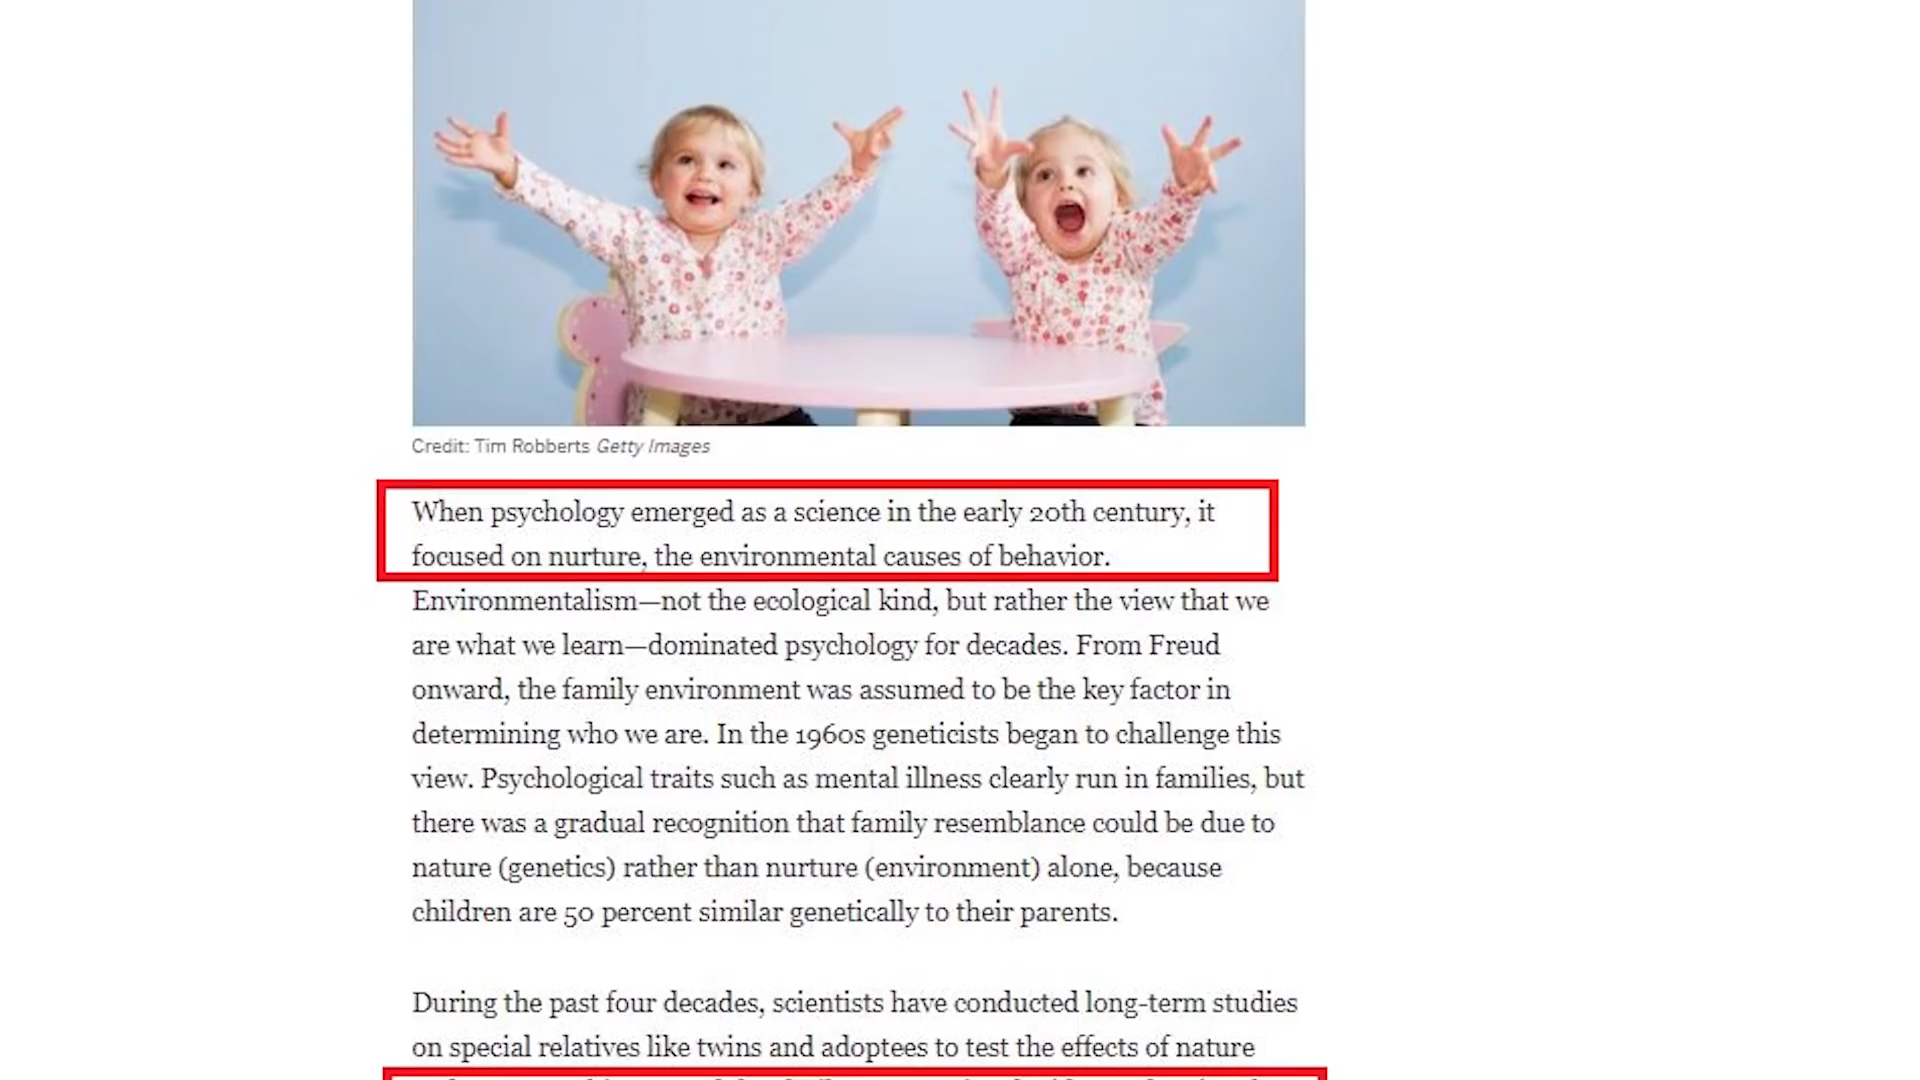 Credit: Tim Robberts Getty Images
When psychology emerged as a science in the early 20th century, it
focused on nurture, the environmental causes of behavior.
Environmentalism—not the ecological kind, but rather the view that we
are what we learn—dominated psychology for decades. From Freud
onward, the family environment was assumed to be the key factor in
determining who we are. In the 1960s geneticists began to challenge this
view. Psychological traits such as mental illness clearly run in families, but
there was a gradual recognition that family resemblance could be due to
nature (genetics) rather than nurture (environment) alone, because
children are 50 percent similar genetically to their parents.
During the past four decades, scientists have conducted long-term studies
on special relatives like twins and adoptees to test the effects of nature